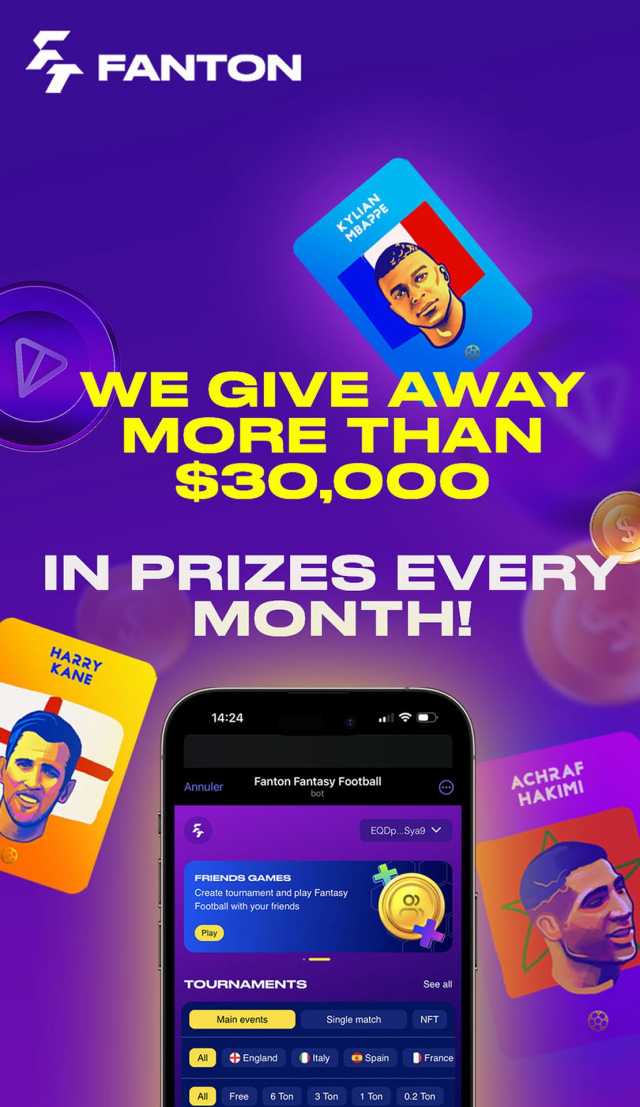 FANTON
KYLIAN
MBAPPE
WE GIVE AWAY
MORE THAN
$30,000
IN PRIZES EVERY
MONTH!
HARRY
KANE
14:24
Annuler
Fanton Fantasy Football
bot
EQDp...Sya9
ACHRAF
HAKIMI
FRIENDS GAMES
Create tournament and play Fantasy
Football with your friends
Play
TOURNAMENTS
See all
Main events
Single match
NFT
All
England
Italy
Spain
France
All
Free
6 Ton
3 Ton
1 Ton
0.2 Ton